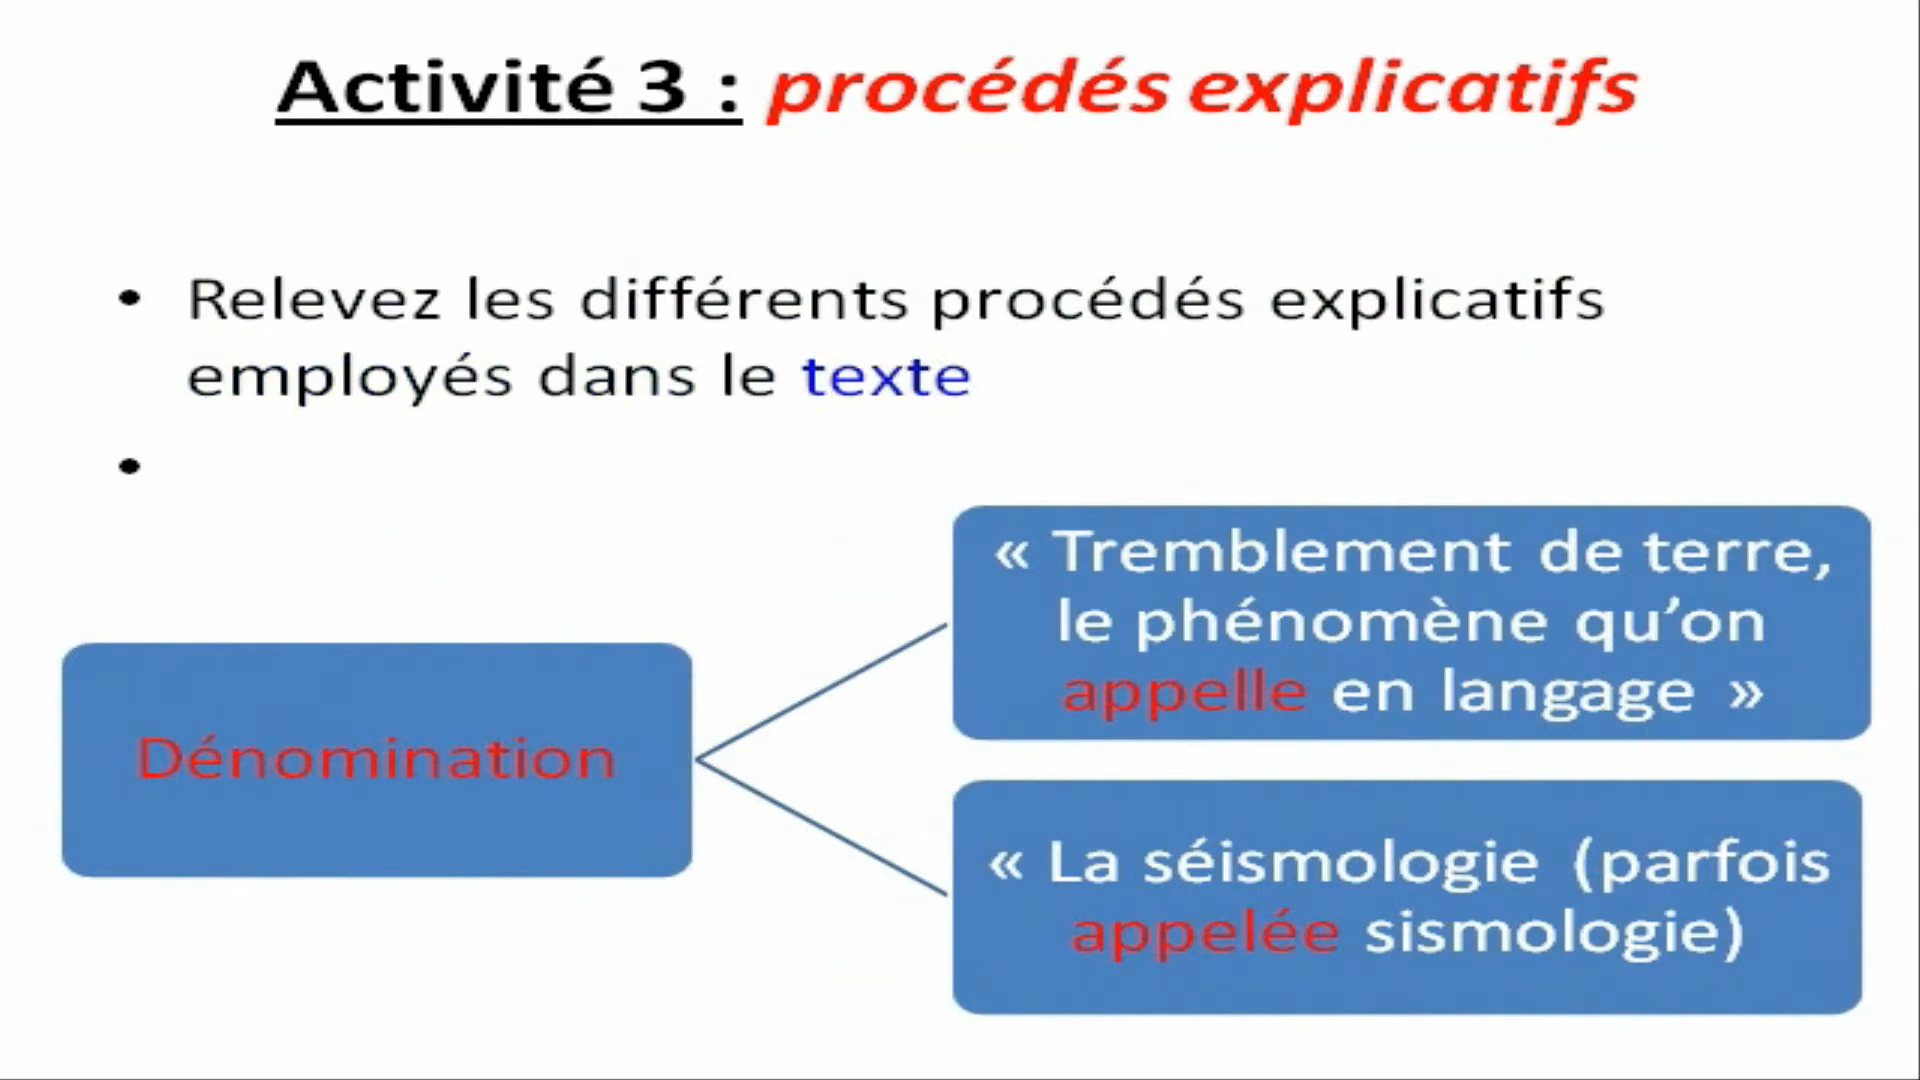 Activité 3 : procédés explicatifs
• Relevez les différents procédés explicatifs
employés dans le texte
•
Dénomination
« Tremblement de terre,
le phénomène qu’on
appelle en langage »
« La séismologie (parfois
appelée sismologie)